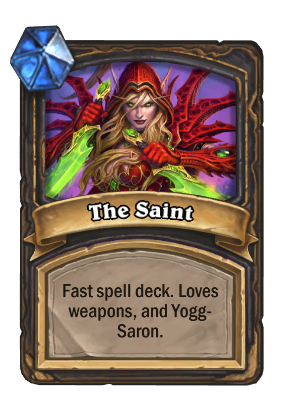 The Saint
Fast spell deck. Loves
weapons, and Yogg-
Saron.